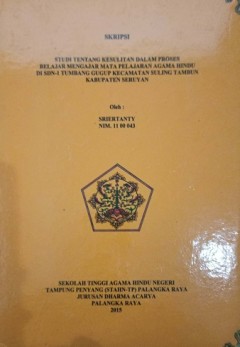 SKRIPSI
STUDI TENTANG KESULITAN DALAM PROSES
BELAJAR MENGAJAR MATA PELAJARAN AGAMA HINDU
DI SDN-1 TUMBANG GUGUP KECAMATAN SULING TAMBUN
KABUPATEN SERUYAN
Oleh :
SRIERTANTY
NIM. 11 00 043
SEKOLAH TINGGI AGAMA HINDU NEGERI
TAMPUNG PENYANG (STAHN-TP) PALANGKA RAYA
JURUSAN DHARMA ACARYA
PALANGKA RAYA
2015